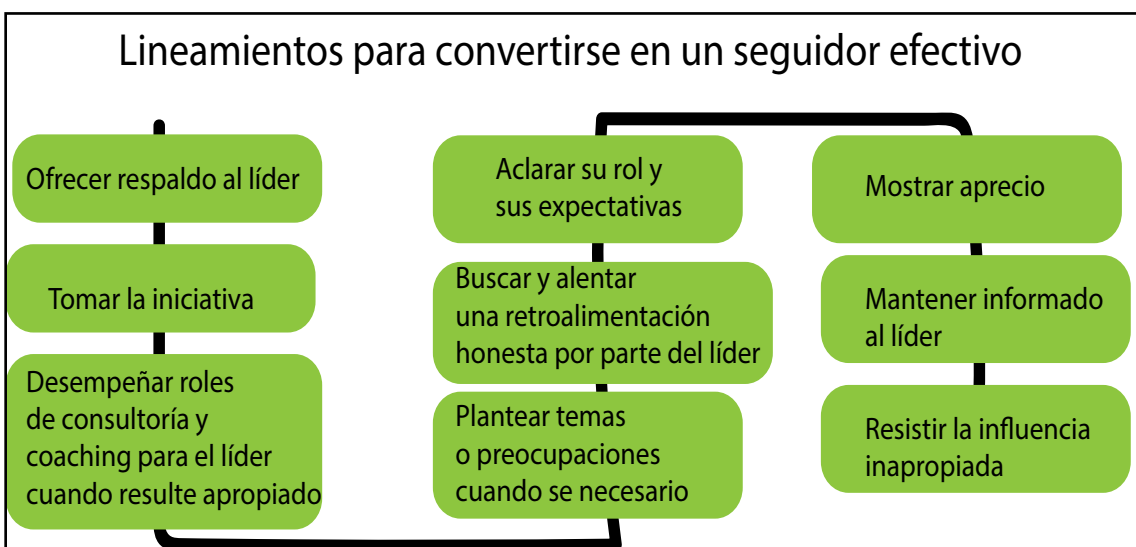 Lineamientos para convertirse en un seguidor efectivo
Ofrecer respaldo al líder
Tomar la iniciativa
Desempeñar roles
de consultoría y
coaching para el líder
cuando resulte apropiado
Aclarar su rol y
sus expectativas
Buscar y alentar
una retroalimentación
honesta por parte del líder
Plantear temas
o preocupaciones
cuando se necesario
Mostrar aprecio
Mantener informado
al líder
Resistir la influencia
inapropiada